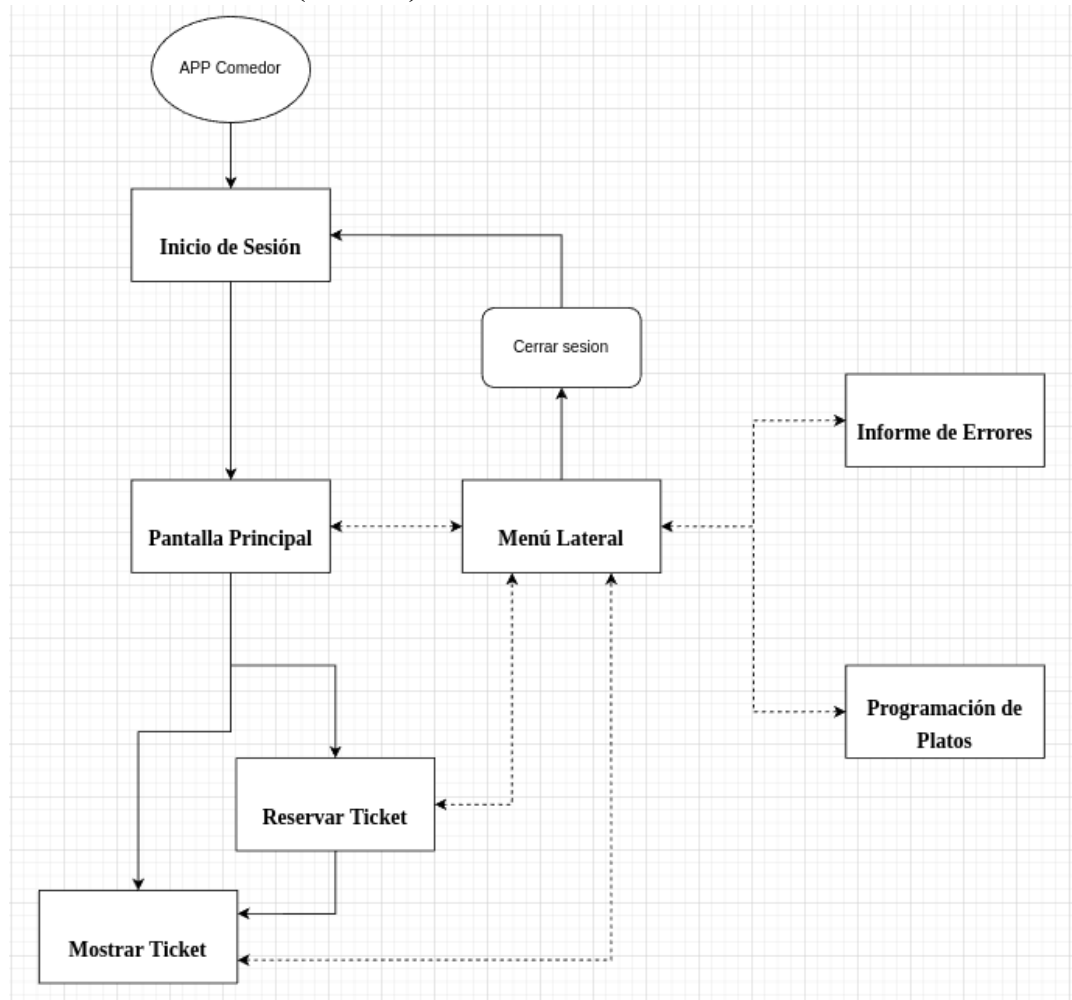 APP Comedor
Inicio de Sesión
Cerrar sesion
Informe de Errores
Pantalla Principal
Menú Lateral
Programación de
Platos
Reservar Ticket
Mostrar Ticket